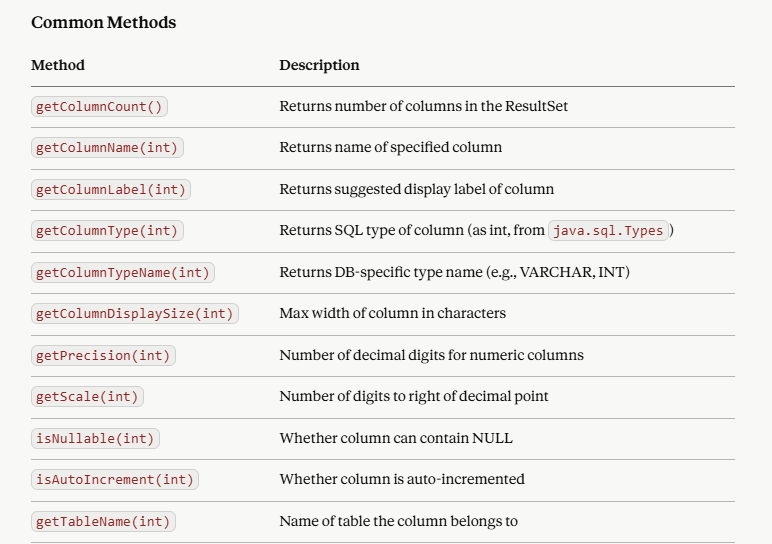 Common Methods
Method Description
getColumnCount() Returns number of columns in the ResultSet
getColumnName(int) Returns name of specified column
getColumnLabel(int) Returns suggested display label of column
getColumnType(int) Returns SQL type of column (as int, from java.sql.Types)
getColumnTypeName(int) Returns DB-specific type name (e.g., VARCHAR, INT)
getColumnDisplaySize(int) Max width of column in characters
getPrecision(int) Number of decimal digits for numeric columns
getScale(int) Number of digits to right of decimal point
isNullable(int) Whether column can contain NULL
isAutoIncrement(int) Whether column is auto-incremented
getTableName(int) Name of table the column belongs to